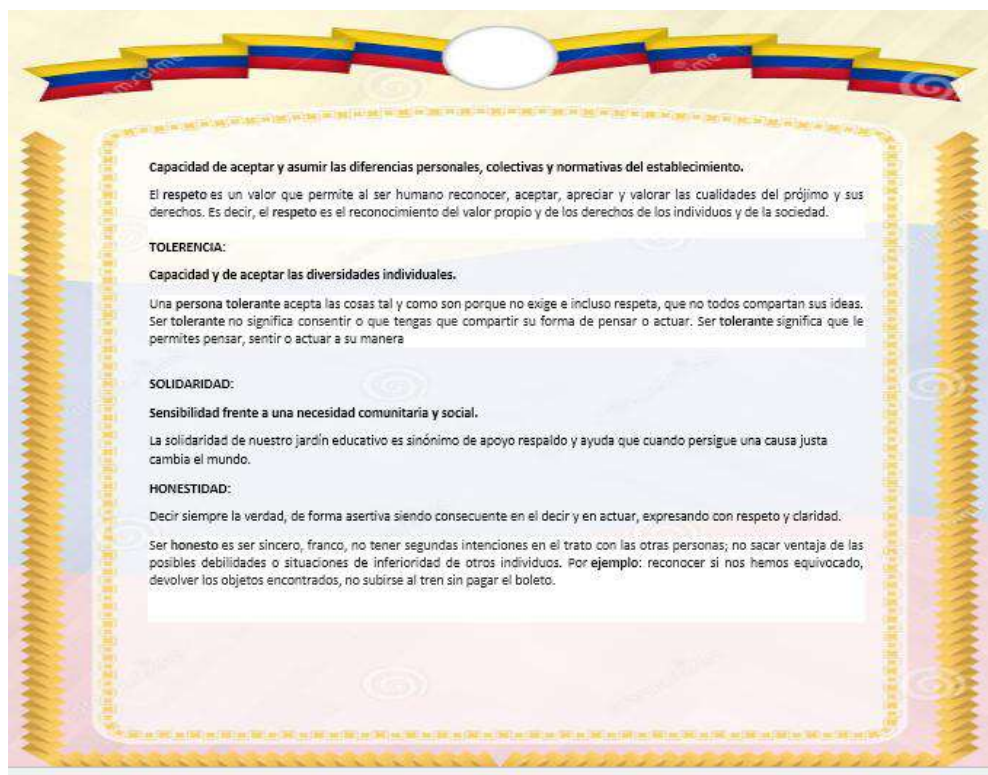 Capacidad de aceptar y asumir las diferencias personales, colectivas y normativas del establecimiento.
El respeto es un valor que permite al ser humano reconocer, aceptar, apreciar y valorar las cualidades del prójimo y sus
derechos. Es decir, el respeto es el reconocimiento del valor propio y de los derechos de los individuos y de la sociedad.
TOLERENCIA:
Capacidad y de aceptar las diversidades individuales.
Una persona tolerante acepta las cosas tal y como son porque no exige e incluso respeta, que no todos compartan sus ideas.
Ser tolerante no significa consentir o que tengas que compartir su forma de pensar o actuar. Ser tolerante significa que le
permites pensar, sentir o actuar a su manera
SOLIDARIDAD:
Sensibilidad frente a una necesidad comunitaria y social.
La solidaridad de nuestro jardín educativo es sinónimo de apoyo respaldo y ayuda que cuando persigue una causa justa
cambia el mundo.
HONESTIDAD:
Decir siempre la verdad, de forma asertiva siendo consecuente en el decir y en actuar, expresando con respeto y claridad.
Ser honesto es ser sincero, franco, no tener segundas intenciones en el trato con las otras personas; no sacar ventaja de las
posibles debilidades o situaciones de inferioridad de otros individuos. Por ejemplo: reconocer si nos hemos equivocado,
devolver los objetos encontrados, no subirse al tren sin pagar el boleto.